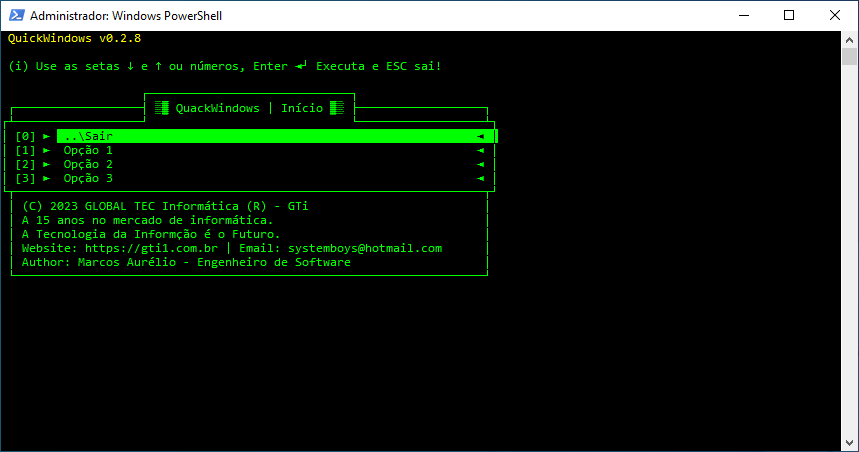 Administrador: Windows PowerShell
QuickWindows v0.2.8
(i) Use as setas ↓ e ↑ ou números, Enter ◄┘ Executa e ESC sai!
QuackWindows | Início
[0] ► ..\Sair ◄
[1] ► Opção 1 ◄
[2] ► Opção 2 ◄
[3] ► Opção 3 ◄
(C) 2023 GLOBAL TEC Informática (R) - GTi
A 15 anos no mercado de informática.
A Tecnologia da Informção é o Futuro.
Website: https://gti1.com.br | Email: systemboys@hotmail.com
Author: Marcos Aurélio - Engenheiro de Software